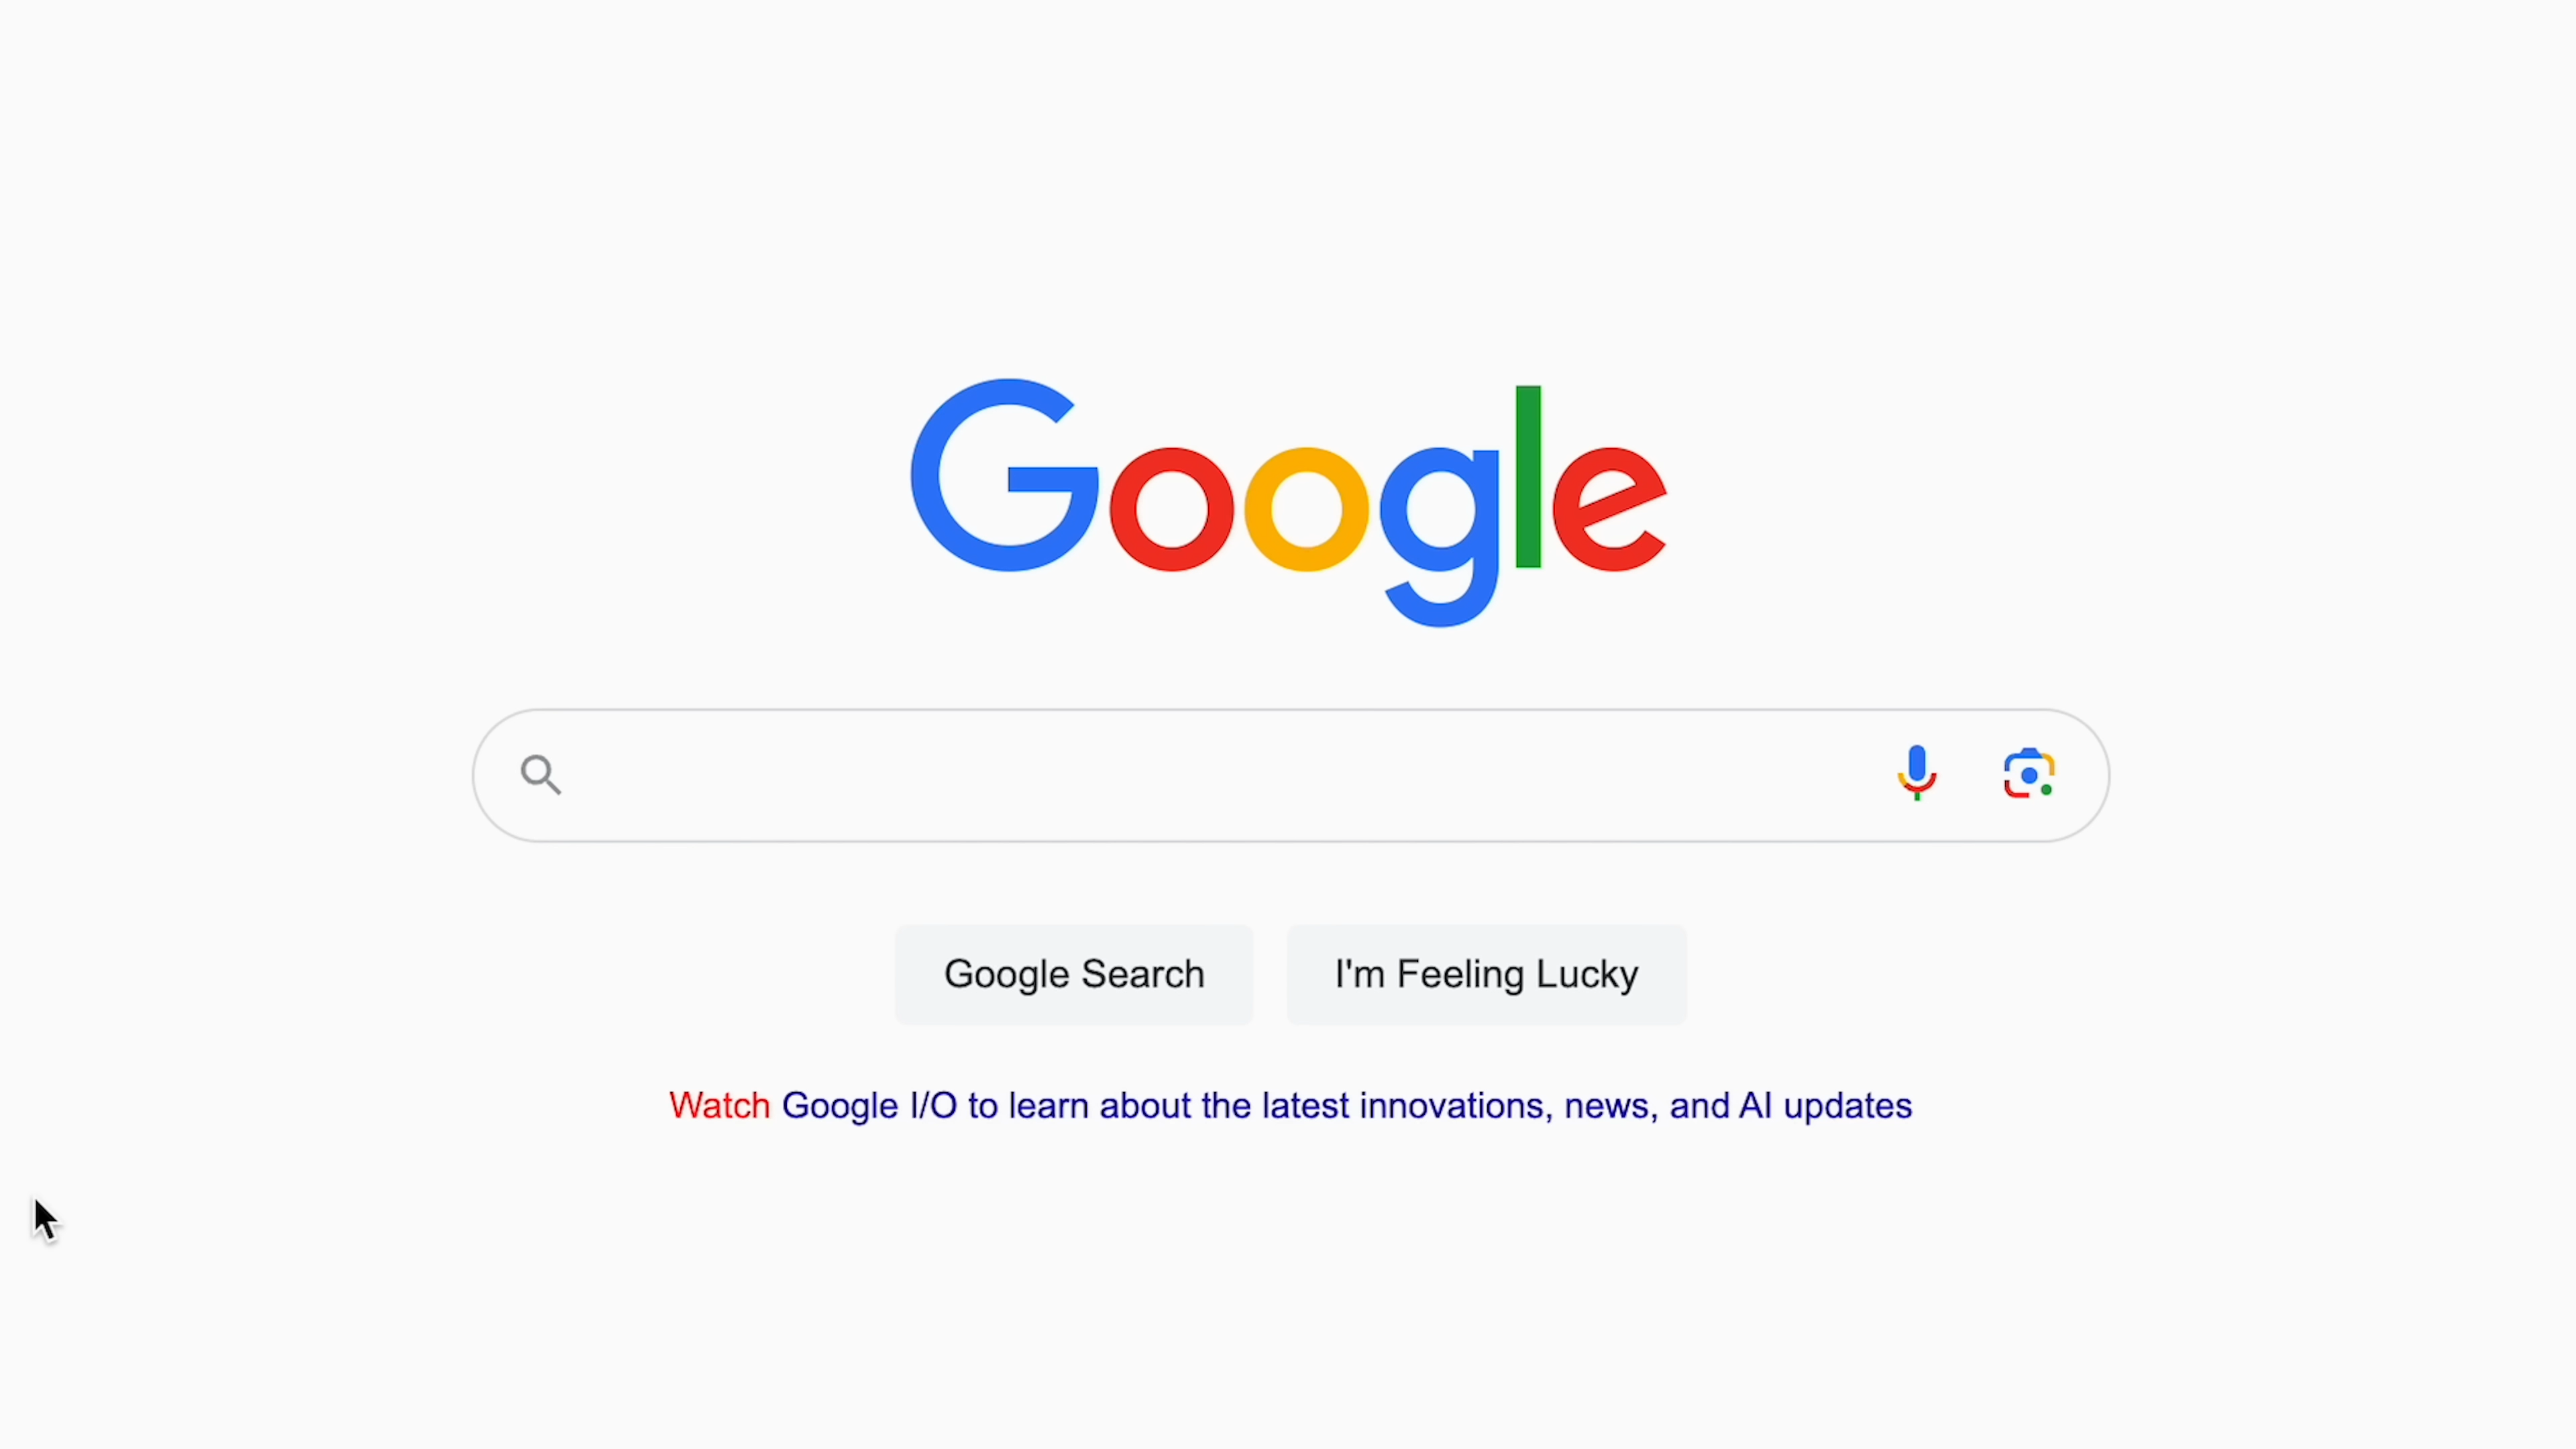 Google
Google Search
I'm Feeling Lucky
Watch Google I/O to learn about the latest innovations, news, and AI updates